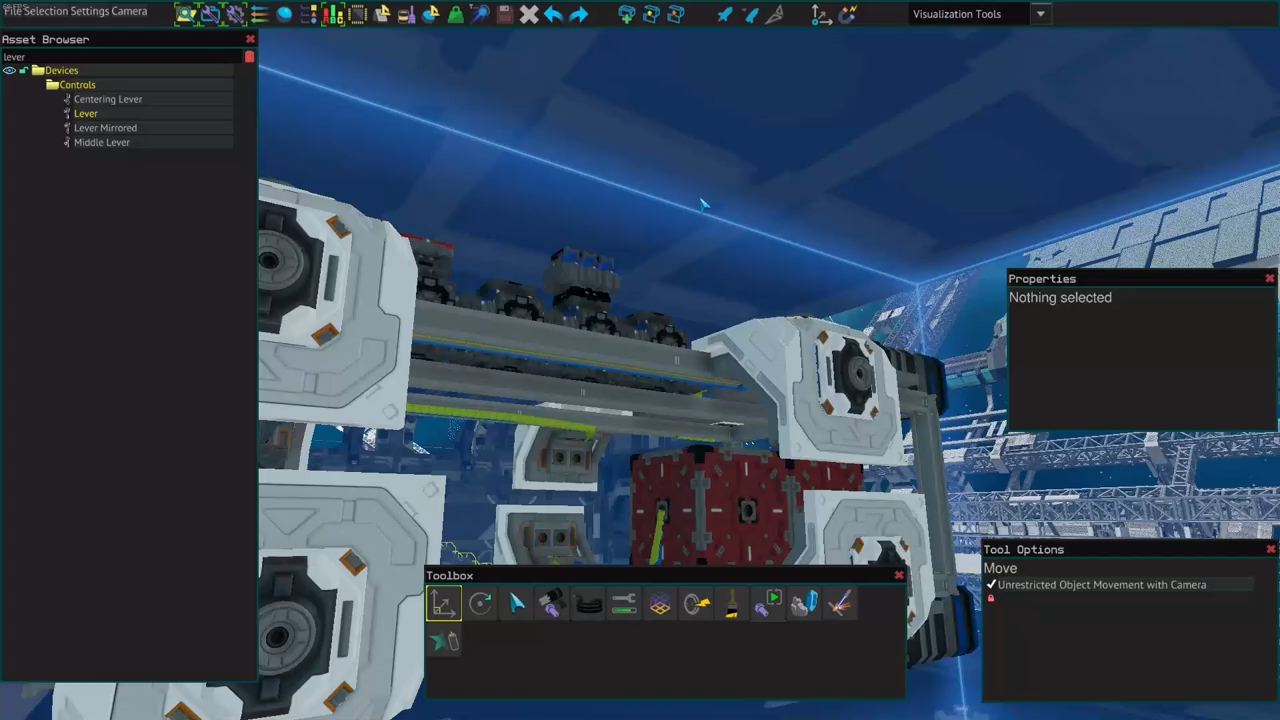 File Selection Settings Camera
Visualization Tools
Asset Browser
lever
Devices
Controls
Centering Lever
Lever
Lever Mirrored
Middle Lever
Properties
Nothing selected
Toolbox
Tool Options
Move
Unrestricted Object Movement with Camera